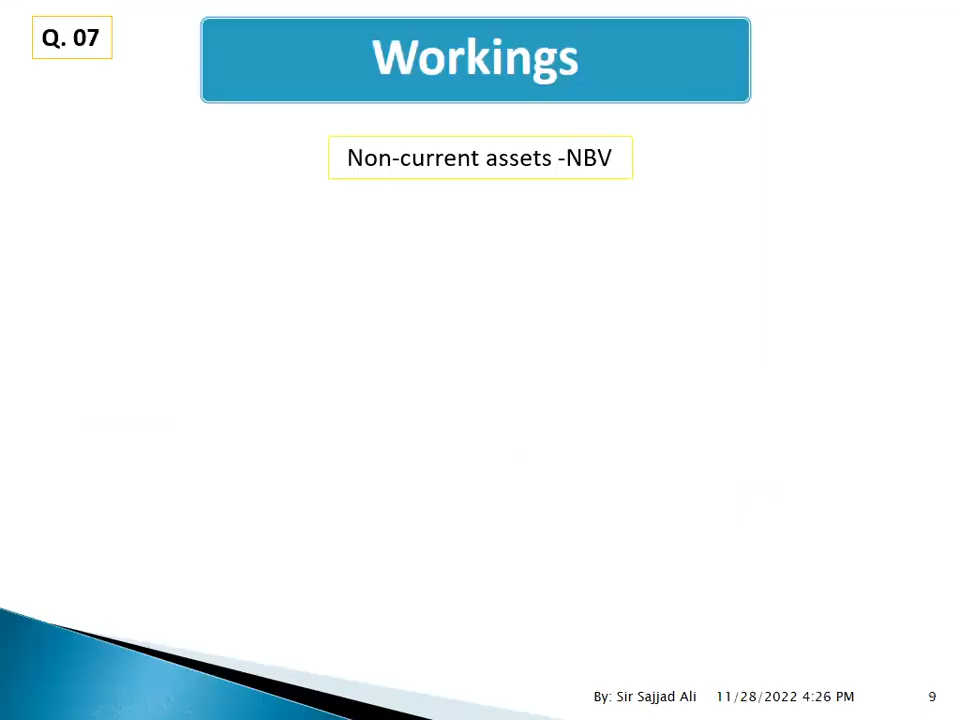 Q. 07
Workings
Non-current assets -NBV
By: Sir Sajjad Ali 11/28/2022 4:26 PM 9